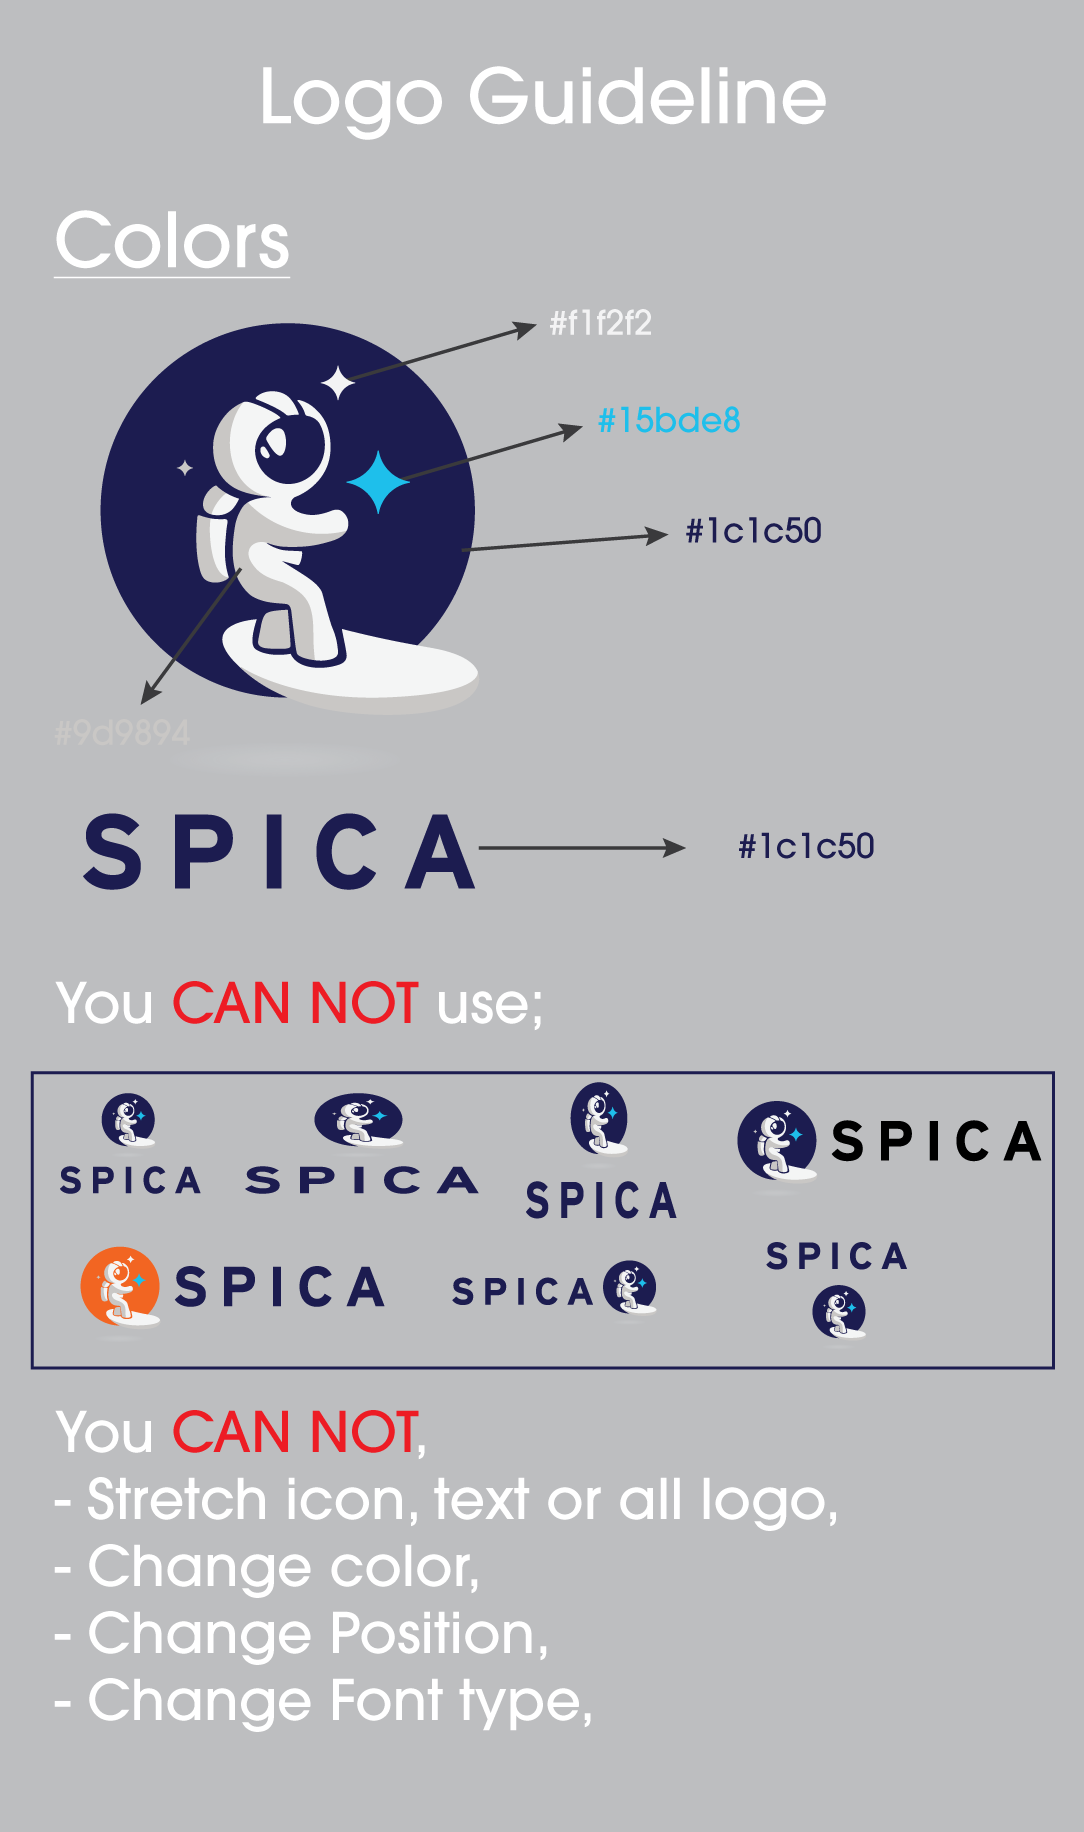 Logo Guideline
Colors
#f1f2f2
#15bde8
#1c1c50
#9d9894
SPICA
#1c1c50
You CAN NOT use;
SPICA
SPICA
SPICA
SPICA
SPICA
SPICA
SPICA
You CAN NOT,
- Stretch icon, text or all logo,
- Change color,
- Change Position,
- Change Font type,